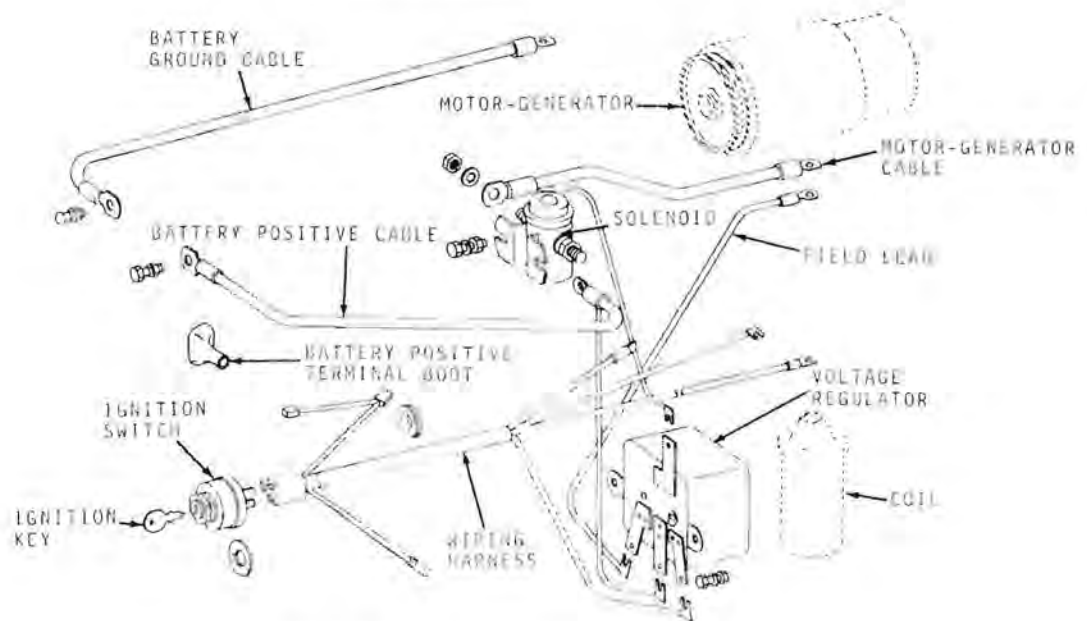 BATTERY
GROUND CABLE
MOTOR-GENERATOR
MOTOR-GENERATOR
CABLE
SOLENOID
BATTERY POSITIVE CABLE
FIELD LEAD
BATTERY POSITIVE
TERMINAL BOOT
VOLTAGE
REGULATOR
IGNITION
SWITCH
COIL
IGNITION
KEY
WIRING
HARNESS